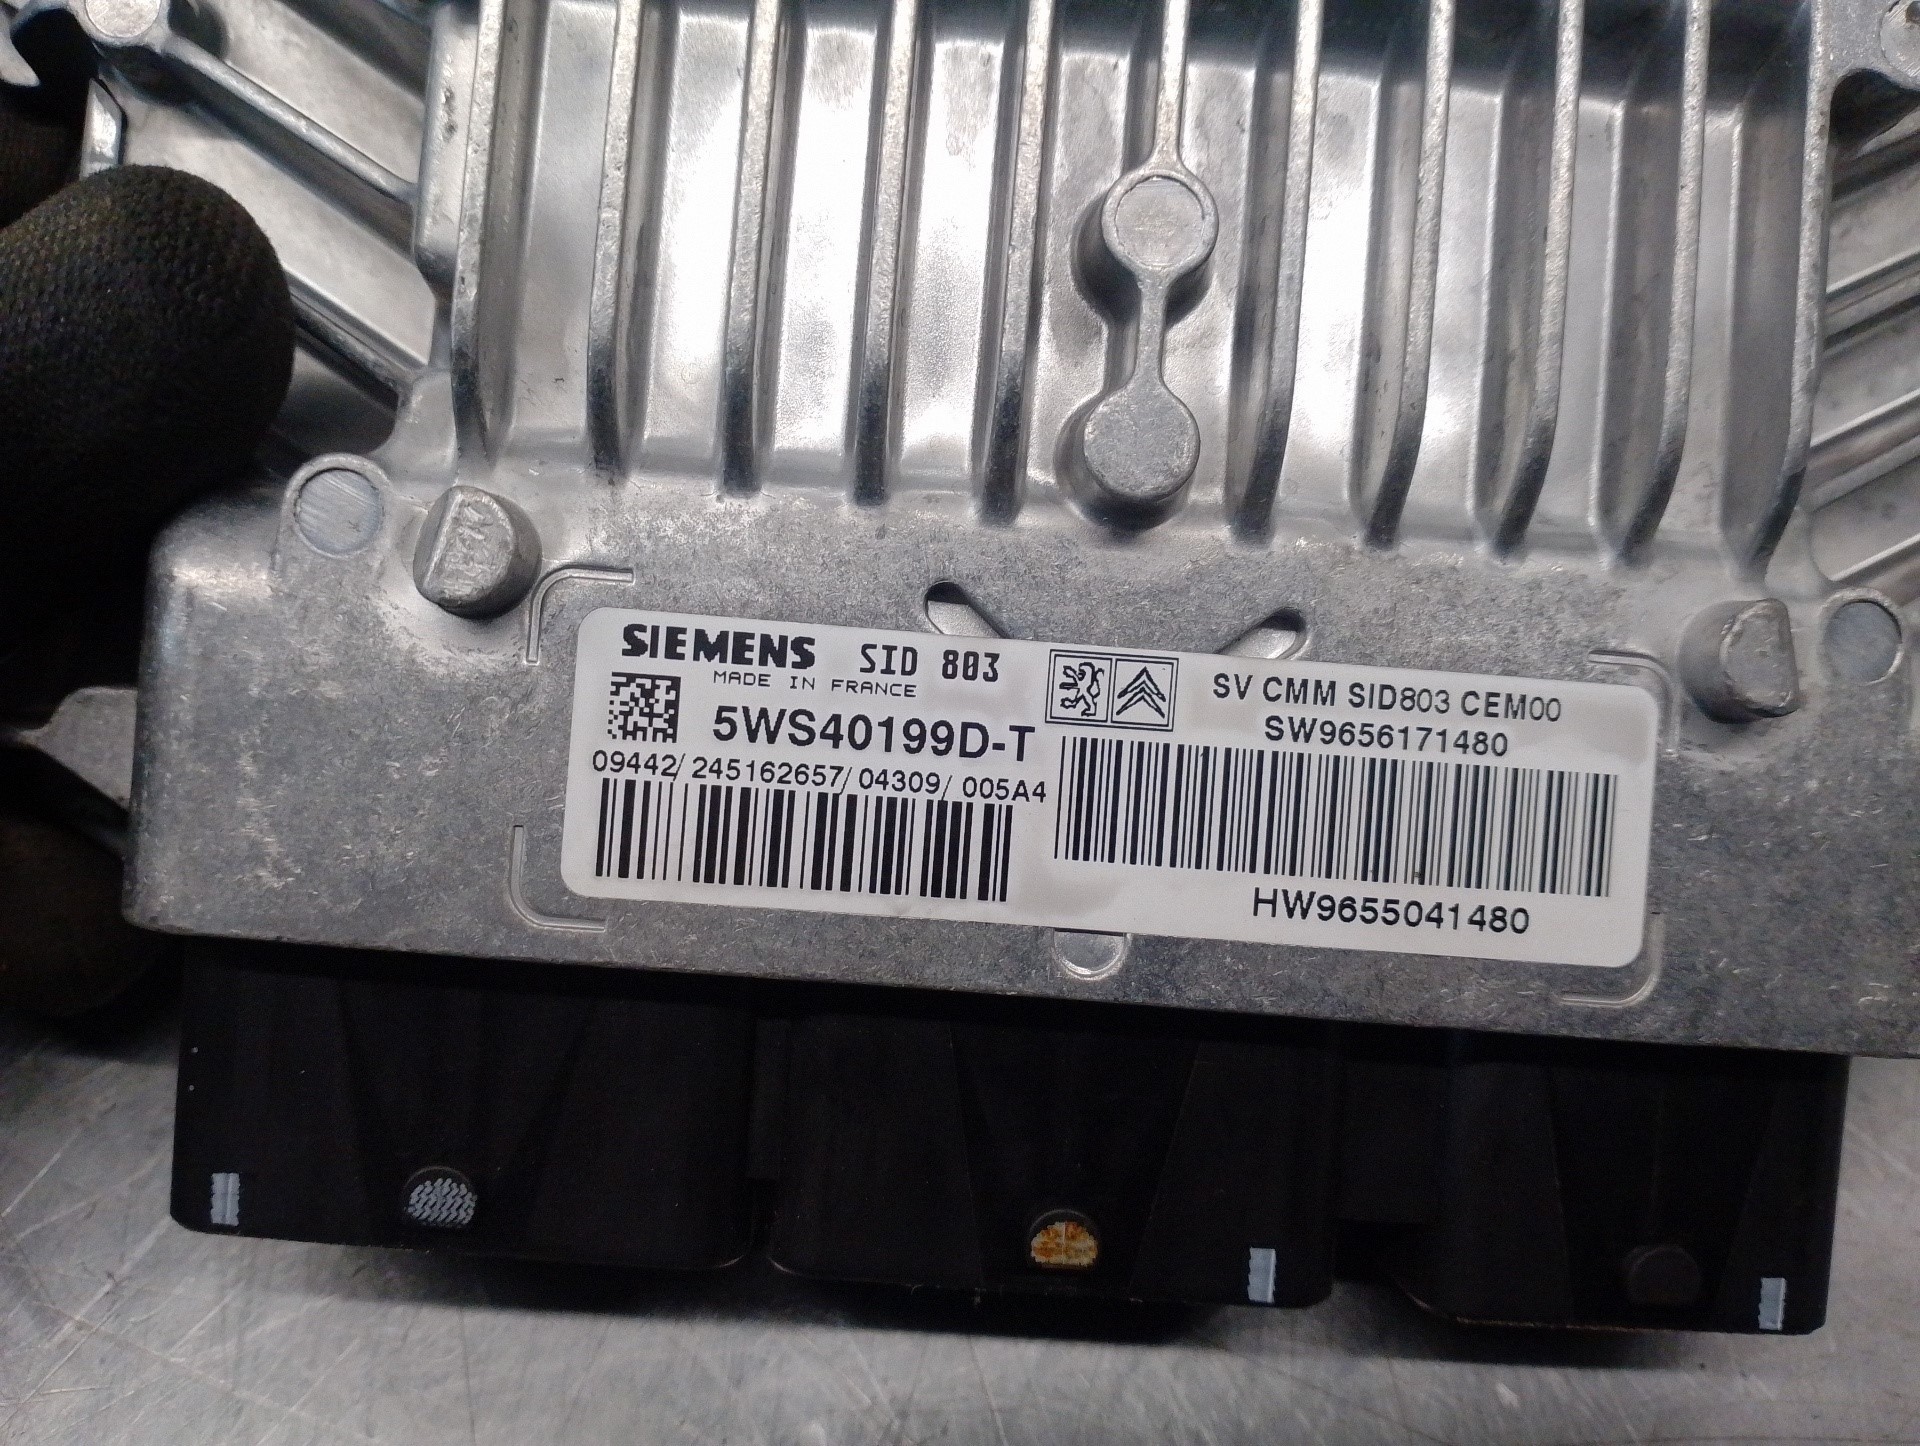 SIEMENS SID 803
MADE IN FRANCE
5WS40199D-T
09442/245162657/04309/005A4
SV CMM SID803 CEM00
SW9656171480
HW9655041480